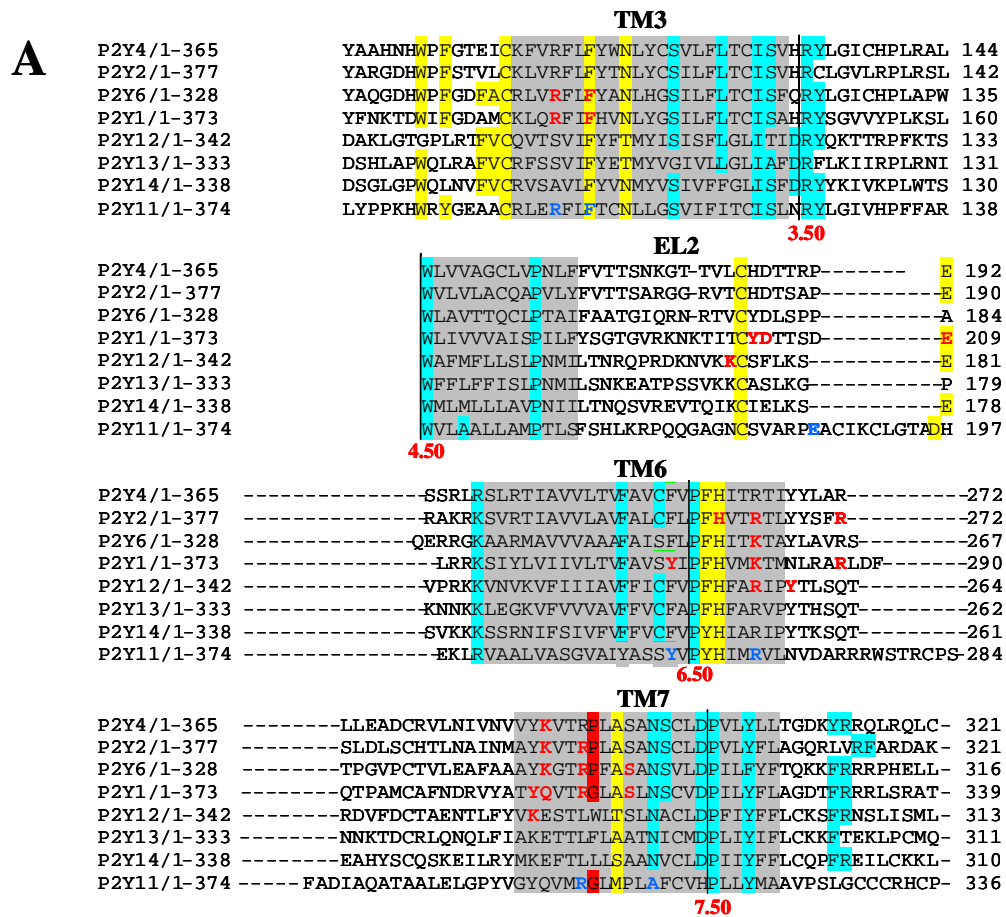 A
TM3
P2Y4/1-365 YAAHNHWPFGTEICKFVRFLFYWNLYCSVLFLTCISVHRYLGICHPLRAL 144
P2Y2/1-377 YARGDHWPFSTVLCKLVRFLFYTNLYCSILFLTCISVHRCLGVLRPLRSL 142
P2Y6/1-328 YAQGDHWPFGDFACRLVRFLFYANLHGSILFLTCISFQRYLGICHPLAPW 135
P2Y1/1-373 YFNKTDWIFGDAMCKLQRFIFHVNLYGSILFLTCISAHRYSGVVYPLKSL 160
P2Y12/1-342 DAKLGTGPLRTFVCQVTSVIFYFTMYISISFLGLITIDRYQKTTRPFKTS 133
P2Y13/1-333 DSHLAPWQLRAFVCRFSSVIFYETMYVGIVLLGLIAFDRFLKIIRPLRNI 131
P2Y14/1-338 DSGLGPWQLNVFVCRVSAVLFYVNMYVSIVFFGLISFDRYYKIVKPLWTS 130
P2Y11/1-374 LYPPKHWRYGEAACRLERFLFTCNLLGSVIFITCISLNRYLGIVHPFFAR 138
3.50
EL2
P2Y4/1-365 WLVVAGCLVPNLFFVTTSNKGT-TVLCHDTTRP------- E 192
P2Y2/1-377 WVLVLACQAPVLYFVTTSARGG-RVTCHDTSAP---------- E 190
P2Y6/1-328 WLAVTTQCLPTAIFAATGIQRN-RTVCYDLSPP---------- A 184
P2Y1/1-373 WLIVVVAISPILFYSGTGVRKNKTITCYDTTSD---------- E 209
P2Y12/1-342 WAFMFLLSLPNMILTNRQPRDKNVKKCSFLKS----------- E 181
P2Y13/1-333 WFFLFFISLPNMILSNKEATPSSVKKCASLKG----------- P 179
P2Y14/1-338 WMLMLLLAVPNIILTNQSVREVTQIKCIELKS----------- E 178
P2Y11/1-374 WVLAALLAMPTLSFSHLKRPQQGAGNCSVARPEACIKCLGTADH 197
4.50
TM6
P2Y4/1-365 ---------------SSRLRSLRTIAVVLTVFAVCFVPFHITRTIYYLAR----------272
P2Y2/1-377 ---------------RAKRKSVRTIAVVLAVFALCFLPFHVTRTLYYSFR----------272
P2Y6/1-328 --------------QERRGKAARMAVVVAAAFAISFLPFHITKTAYLAVRS---------267
P2Y1/1-373 ----------------LRRKSIYLVIIVLTVFAVSYIPFHVMKTMNLRARLDF-------290
P2Y12/1-342 ---------------VPRKKVNVKVFIIIAVFFICFVPFHFARIPYTLSQT---------264
P2Y13/1-333 ---------------KNNKKLEGKVFVVVAVFFVCFAPFHFARVPYTHSQT---------262
P2Y14/1-338 ---------------SVKKKSSRNIFSIVFVFFVCFVPYHIARIPYTKSQT---------261
P2Y11/1-374 ----------------EKLRVAALVASGVAIYASSYVPYHIMRVLNVDARRRWSTRCPS-284
6.50
TM7
P2Y4/1-365 --------LLEADCRVLNIVNVVYKVTRPLASANSCLDPVLYLLTGDKYRRQLRQLC- 321
P2Y2/1-377 --------SLDLSCHTLNAINMAYKVTRPLASANSCLDPVLYFLAGQRLVRFARDAK- 321
P2Y6/1-328 --------TPGVPCTVLEAFAAAYKGTRPFASANSVLDPILFYFTQKKFRRRPHELL- 316
P2Y1/1-373 --------QTPAMCAFNDRVYATYQVTRGLASLNSCVDPILYFLAGDTFRRRLSRAT- 339
P2Y12/1-342 --------RDVFDCTAENTLFYVKESTLWLTSLNACLDPFIYFFLCKSFRNSLISML- 313
P2Y13/1-333 --------NNKTDCRLQNQLFIAKETTLFLAATNICMDPLIYIFLCKKFTEKLPCMQ- 311
P2Y14/1-338 --------EAHYSCQSKEILRYMKEFTLLLSAANVCLDPIIYFFLCQPFREILCKKL- 310
P2Y11/1-374 ----- FADIAQATAALELGPYVGYQVMRGLMPLAFCVHPLLYMAAVPSLGCCCRHCP- 336
7.50